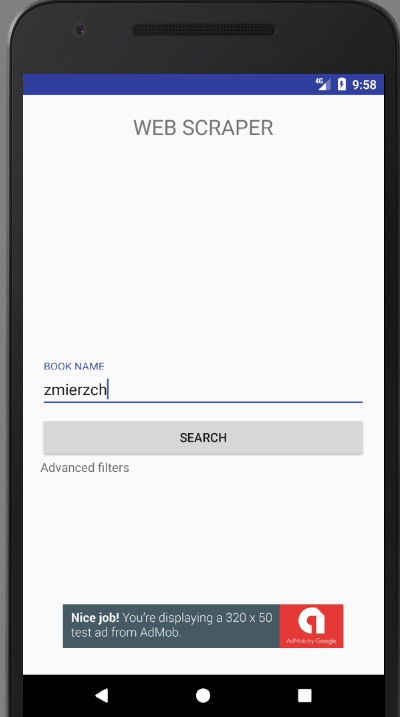 4G 9:58
WEB SCRAPER
BOOK NAME
zmierzch
SEARCH
Advanced filters
Nice job! You're displaying a 320 x 50
test ad from AdMob.
AdMob by Google